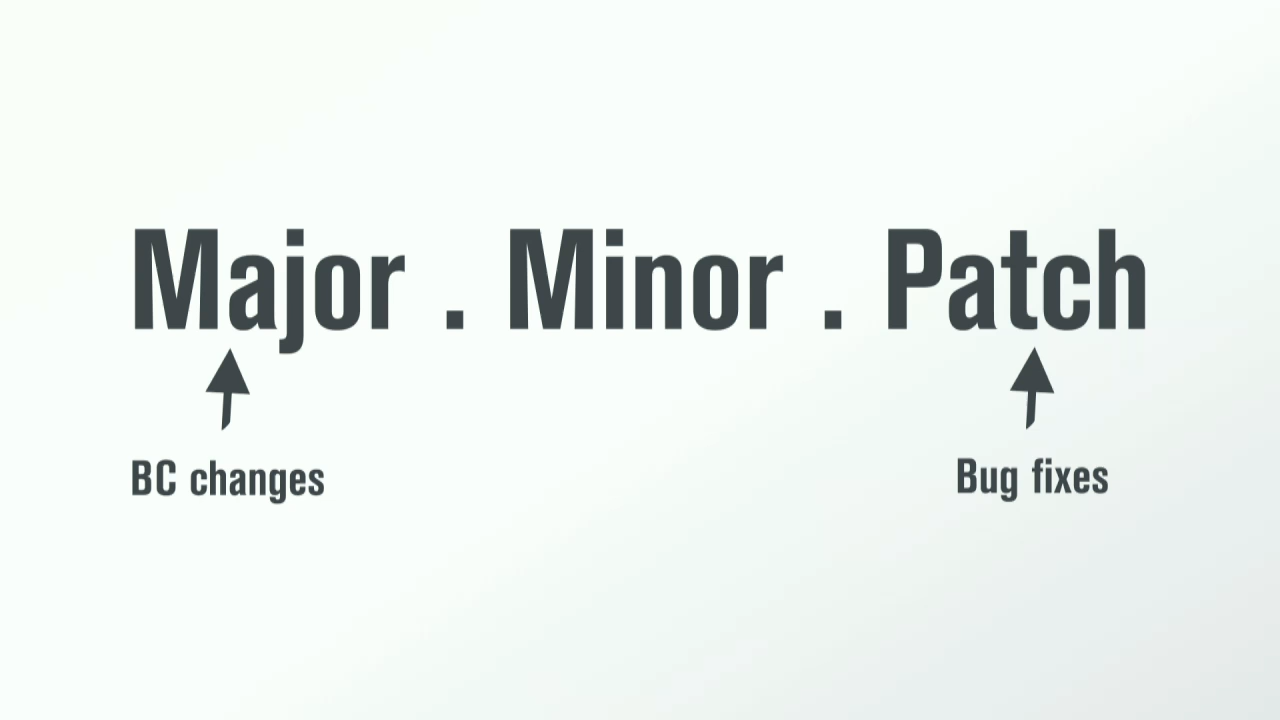 Major . Minor . Patch
BC changes
Bug fixes